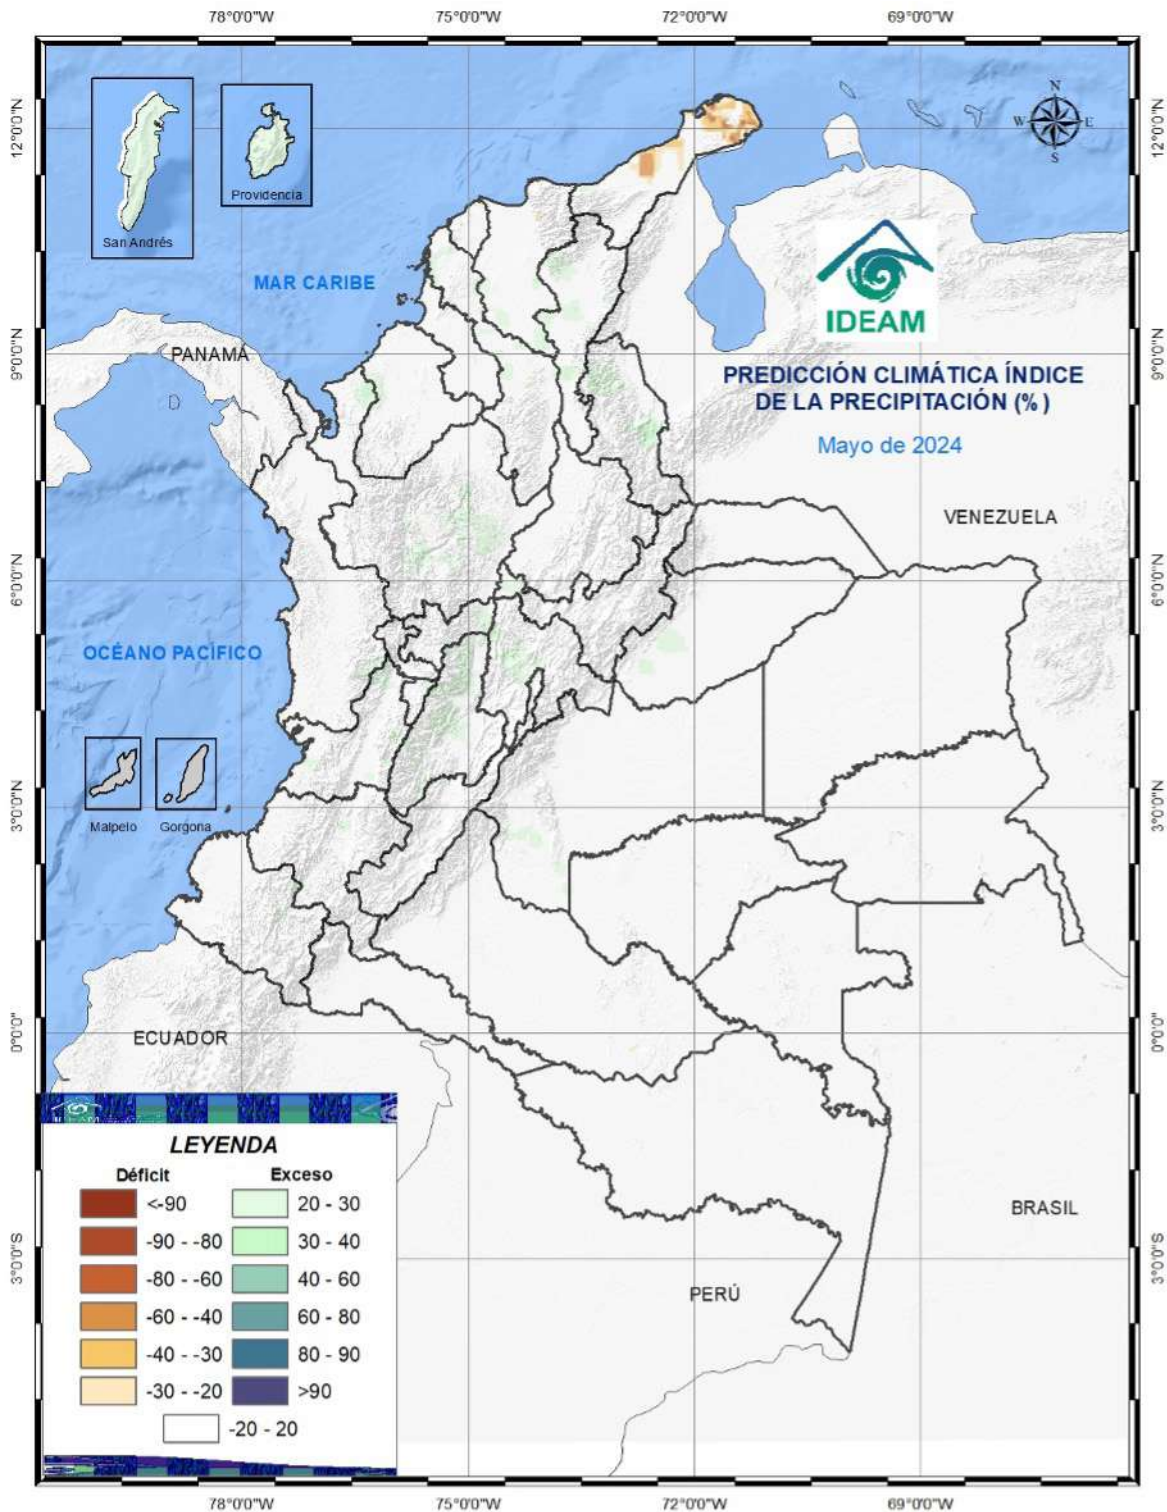 78°0'0"W 75°0'0"W 72°0'0"W 69°0'0"W
12°0'0"N
12°0'0"N
N
W E
S
San Andrés
Providencia
MAR CARIBE
IDEAM
9°0'0"N
9°0'0"N
PANAMÁ
PREDICCIÓN CLIMÁTICA ÍNDICE
DE LA PRECIPITACIÓN (% )
Mayo de 2024
D
VENEZUELA
6°0'0"N
6°0'0"N
OCÉANO PACÍFICO
3°0'0"N
3°0'0"N
Malpelo
Gorgona
0°0'0"
0°0'0"
ECUADOR
LEYENDA
Déficit Exceso
<-90 20 - 30
-90 - -80 30 - 40
-80 - -60 40 - 60
-60 - -40 60 - 80
-40 - -30 80 - 90
-30 - -20 >90
-20 - 20
BRASIL
3°0'0"S
3°0'0"S
PERÚ
78°0'0"W 75°0'0"W 72°0'0"W 69°0'0"W